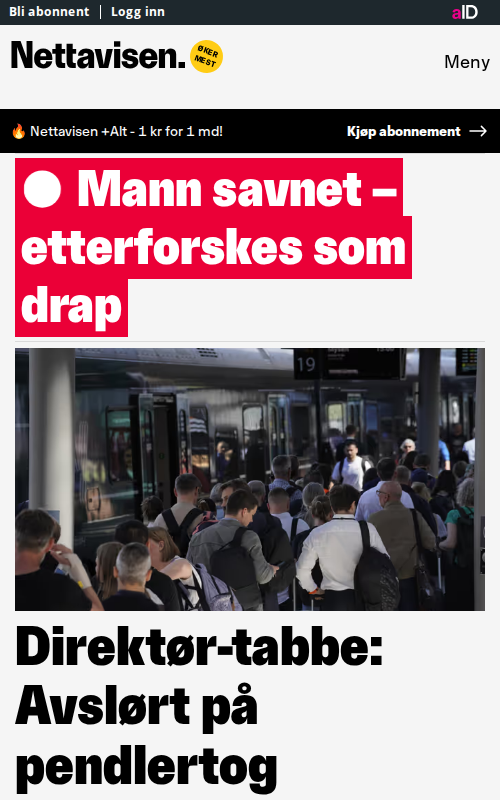 Bli abonnent | Logg inn
aID
Nettavisen.
ØKER
MEST
Meny
🔥 Nettavisen +Alt - 1 kr for 1 md!
Kjøp abonnement →
Mann savnet –
etterforskes som
drap
19
Direktør-tabbe:
Avslørt på
pendlertog